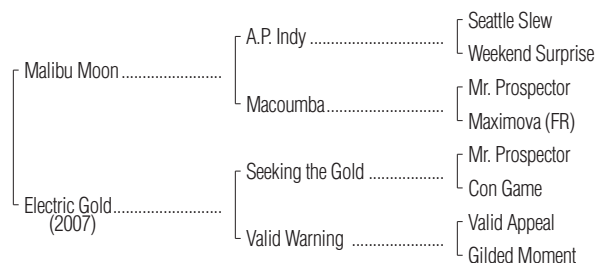 Seattle Slew
A.P. Indy
Weekend Surprise
Malibu Moon
Mr. Prospector
Macoumba
Maximova (FR)
Mr. Prospector
Seeking the Gold
Con Game
Electric Gold
(2007)
Valid Appeal
Valid Warning
Gilded Moment